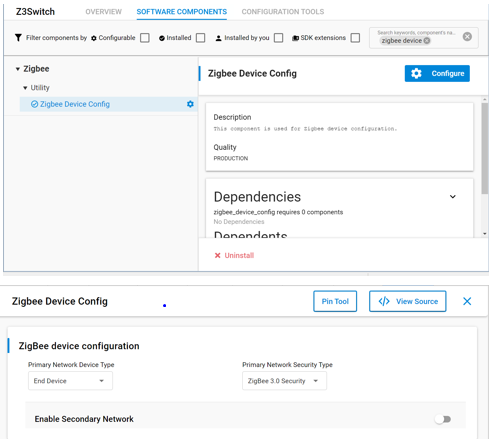 Z3Switch
OVERVIEW
SOFTWARE COMPONENTS
CONFIGURATION TOOLS
Filter components by
Configurable
Installed
Installed by you
SDK extensions
Search keywords, components na...
zigbee device
Zigbee
Utility
Zigbee Device Config
Zigbee Device Config
Configure
Description
This component is used for Zigbee device configuration.
Quality
PRODUCTION
Dependencies
zigbee_device_config requires 0 components
No Dependencies
Dependents
Uninstall
Zigbee Device Config
Pin Tool
View Source
ZigBee device configuration
Primary Network Device Type
Primary Network Security Type
End Device
ZigBee 3.0 Security
Enable Secondary Network